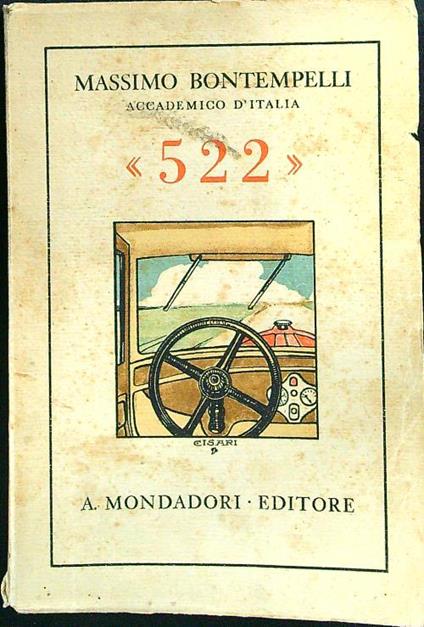 MASSIMO BONTEMPELLI
ACCADEMICO D'ITALIA
« 522 »
CISARI
A. MONDADORI · EDITORE